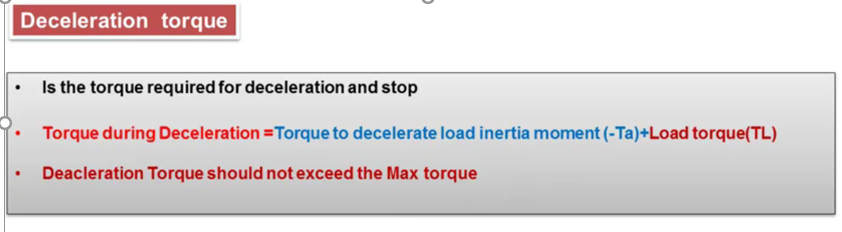 Deceleration torque
• Is the torque required for deceleration and stop
• Torque during Deceleration =Torque to decelerate load inertia moment (-Ta)+Load torque(TL)
• Deacleration Torque should not exceed the Max torque